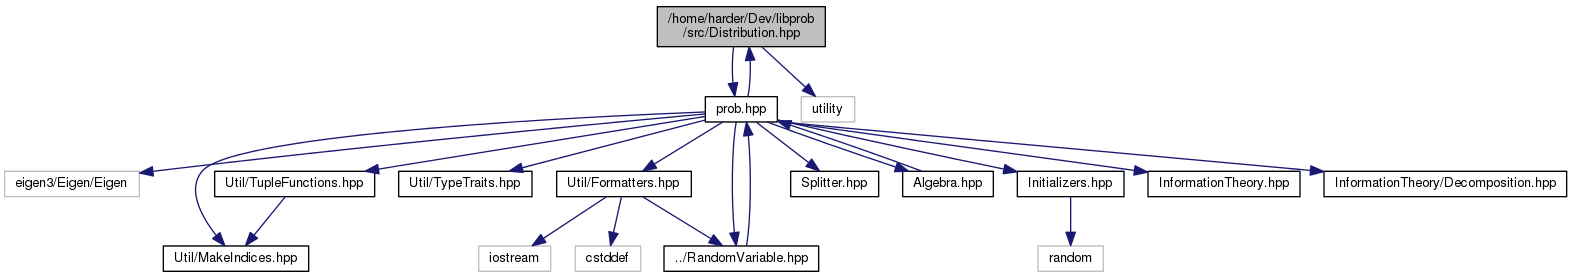 /home/harder/Dev/libprob
/src/Distribution.hpp
prob.hpp
utility
eigen3/Eigen/Eigen
Util/TupleFunctions.hpp
Util/TypeTraits.hpp
Util/Formatters.hpp
Splitter.hpp
Algebra.hpp
Initializers.hpp
InformationTheory.hpp
InformationTheory/Decomposition.hpp
Util/MakeIndices.hpp
iostream
cstddef
../RandomVariable.hpp
random